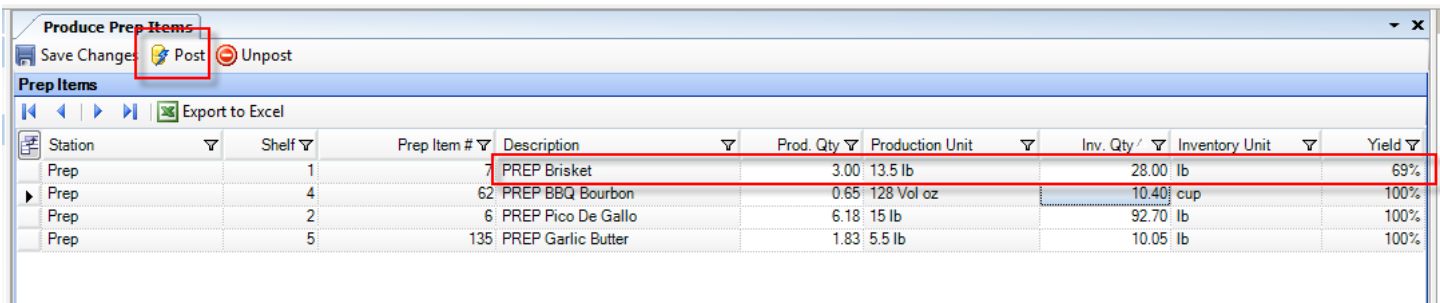 Produce Prep Items
Save Changes Post Unpost
Prep Items
Export to Excel
Station Shelf Prep Item # Description Prod. Qty Production Unit Inv. Qty Inventory Unit Yield
Prep 1 7 PREP Brisket 3.00 13.5 lb 28.00 lb 69%
Prep 4 62 PREP BBQ Bourbon 0.65 128 Vol oz 10.40 cup 100%
Prep 2 6 PREP Pico De Gallo 6.18 15 lb 92.70 lb 100%
Prep 5 135 PREP Garlic Butter 1.83 5.5 lb 10.05 lb 100%